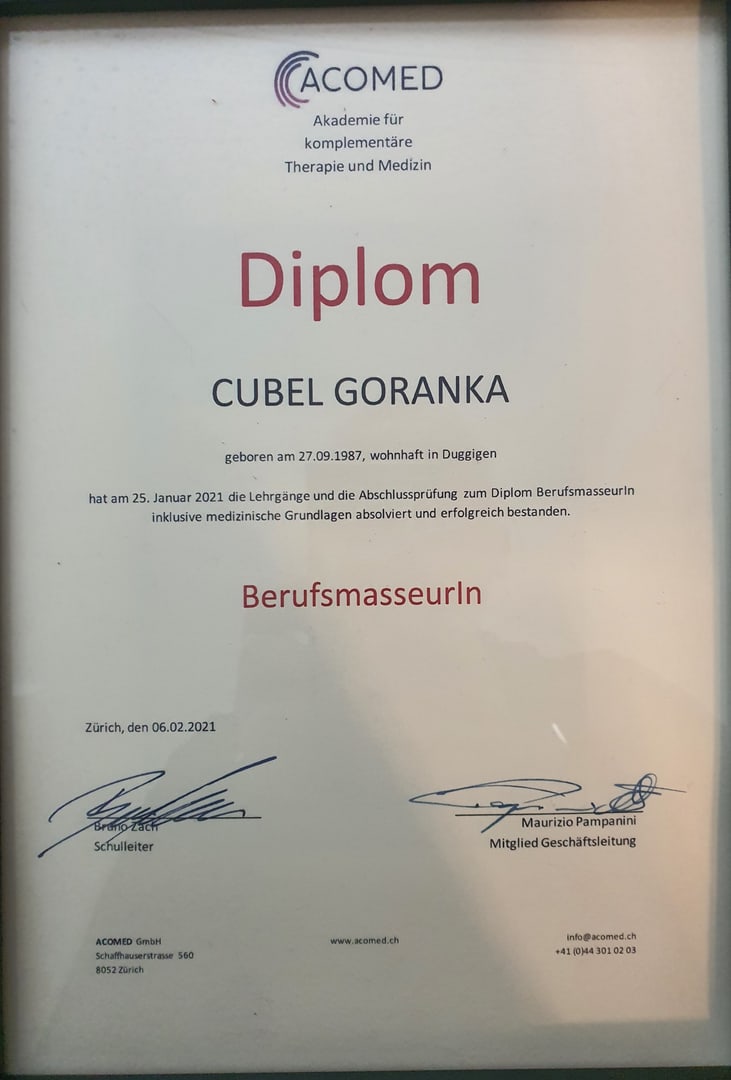 ACOMED
Akademie für
komplementäre
Therapie und Medizin
Diplom
CUBEL GORANKA
geboren am 27.09.1987, wohnhaft in Duggigen
hat am 25. Januar 2021 die Lehrgänge und die Abschlussprüfung zum Diplom BerufsmasseurIn
inklusive medizinische Grundlagen absolviert und erfolgreich bestanden.
BerufsmasseurIn
Zürich, den 06.02.2021
Bruno Zach
Schulleiter
Maurizio Pampanini
Mitglied Geschäftsleitung
ACOMED GmbH
Schaffhauserstrasse 560
8052 Zürich
www.acomed.ch
info@acomed.ch
+41 (0)44 301 02 03